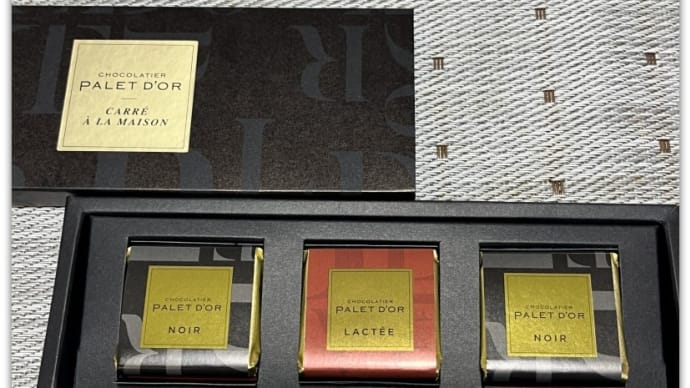 CHOCOLATIER
PALET D'OR
CARRÉ
À LA MAISON
CHOCOLATIER
PALET D'OR
NOIR
CHOCOLATIER
PALET D'OR
LACTÉE
CHOCOLATIER
PALET D'OR
NOIR